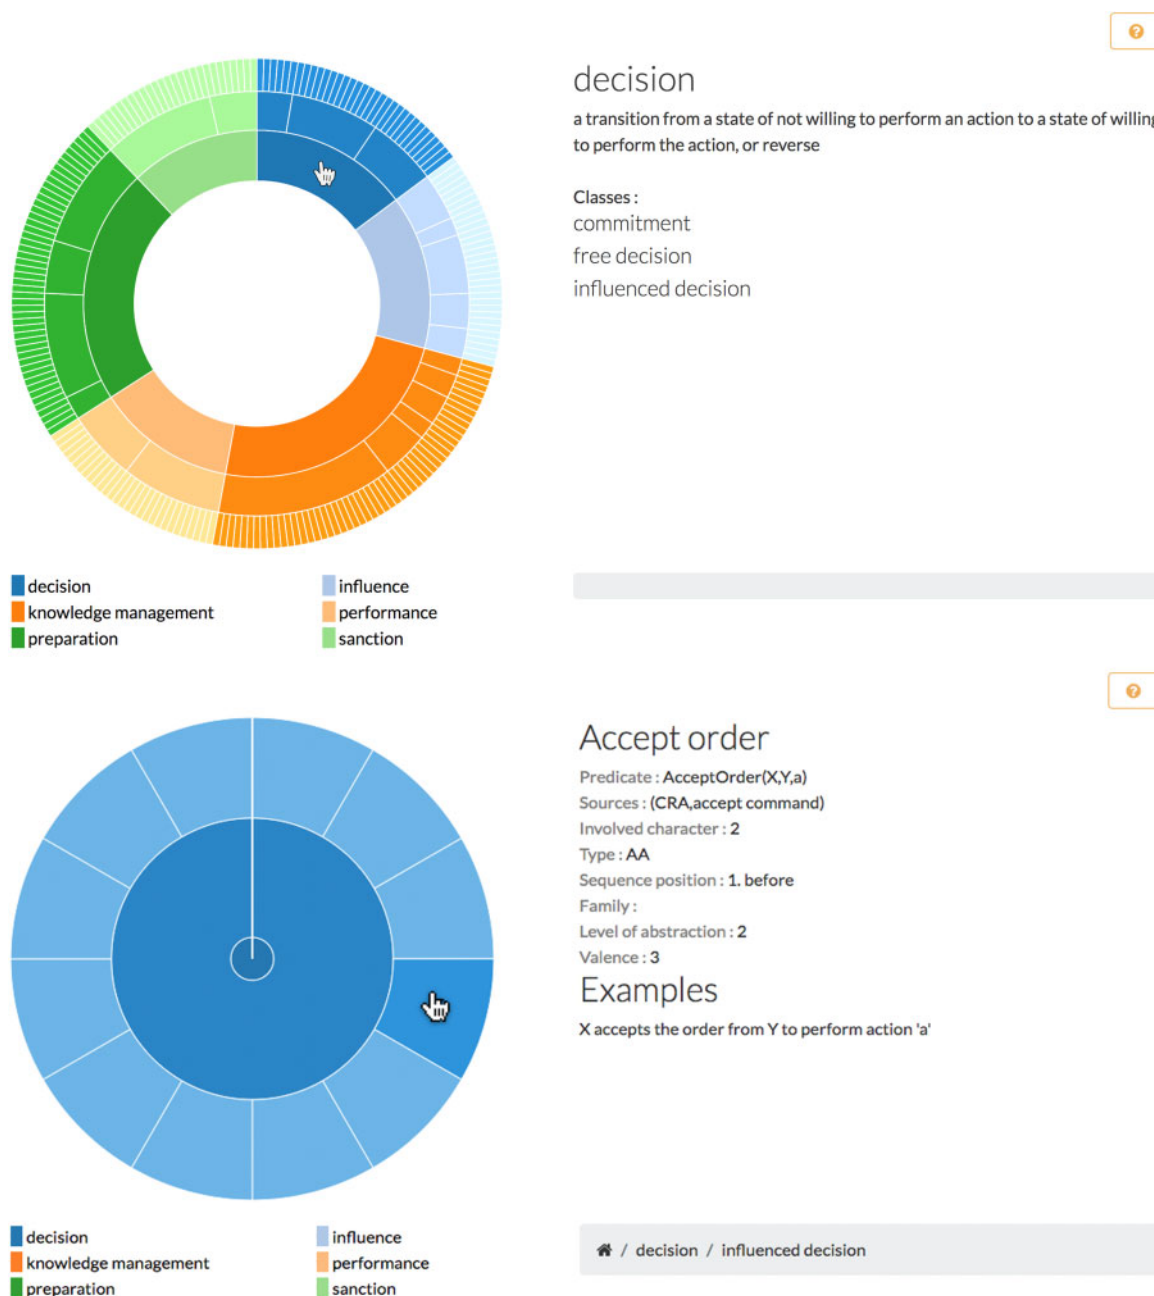 decision
a transition from a state of not willing to perform an action to a state of willing
to perform the action, or reverse
Classes :
commitment
free decision
influenced decision
decision
influence
knowledge management
performance
preparation
sanction
Accept order
Predicate : AcceptOrder(X,Y,a)
Sources : (CRA,accept command)
Involved character : 2
Type : AA
Sequence position : 1. before
Family :
Level of abstraction : 2
Valence : 3
Examples
X accepts the order from Y to perform action 'a'
decision
influence
knowledge management
performance
preparation
sanction
/ decision / influenced decision